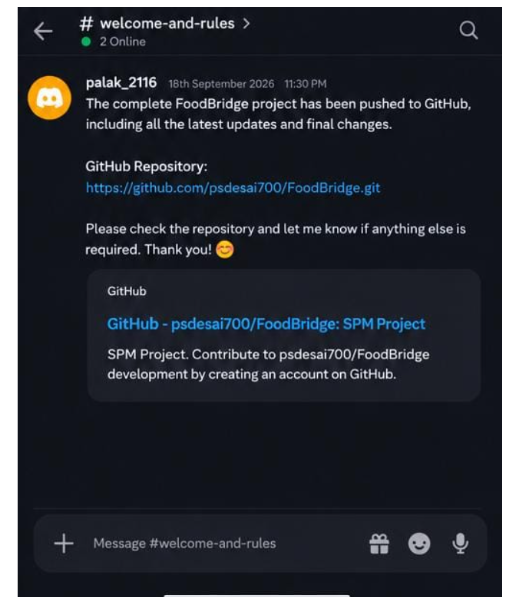 # welcome-and-rules >
2 Online
palak_2116 18th September 2026 11:30 PM
The complete FoodBridge project has been pushed to GitHub,
including all the latest updates and final changes.
GitHub Repository:
https://github.com/psdesai700/FoodBridge.git
Please check the repository and let me know if anything else is
required. Thank you! 😊
GitHub
GitHub - psdesai700/FoodBridge: SPM Project
SPM Project. Contribute to psdesai700/FoodBridge
development by creating an account on GitHub.
Message #welcome-and-rules